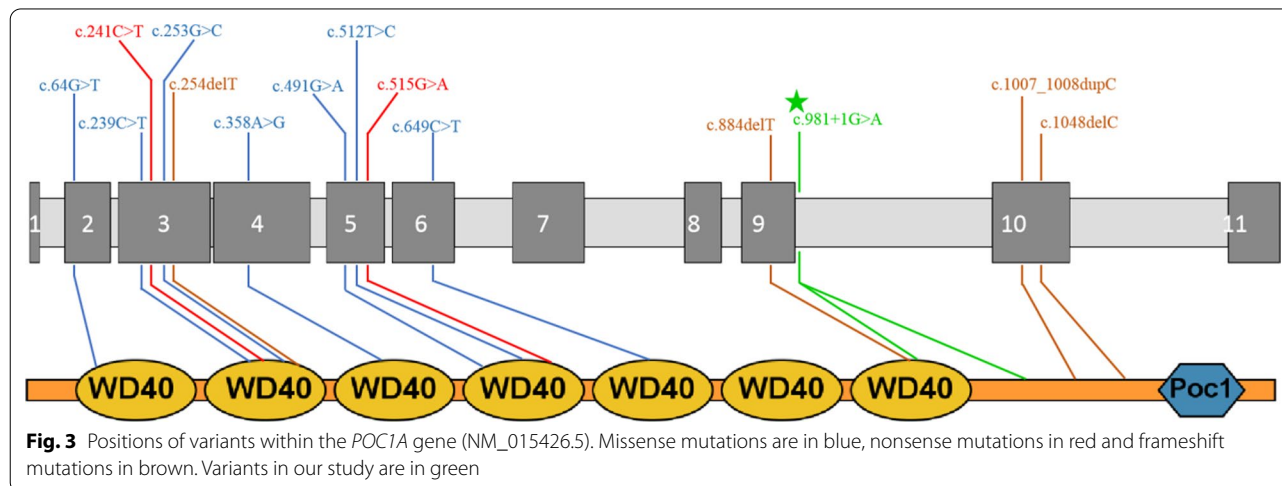 c.241C>T c.253G>C c.512T>C
c.64G>T c.254delT c.491G>A c.515G>A c.1007_1008dupC
c.239C>T c.358A>G c.649C>T c.884delT c.981+1G>A c.1048delC
1 2 3 4 5 6 7 8 9 10 11
WD40 WD40 WD40 WD40 WD40 WD40 WD40 Poc1
Fig. 3 Positions of variants within the POC1A gene (NM_015426.5). Missense mutations are in blue, nonsense mutations in red and frameshift
mutations in brown. Variants in our study are in green